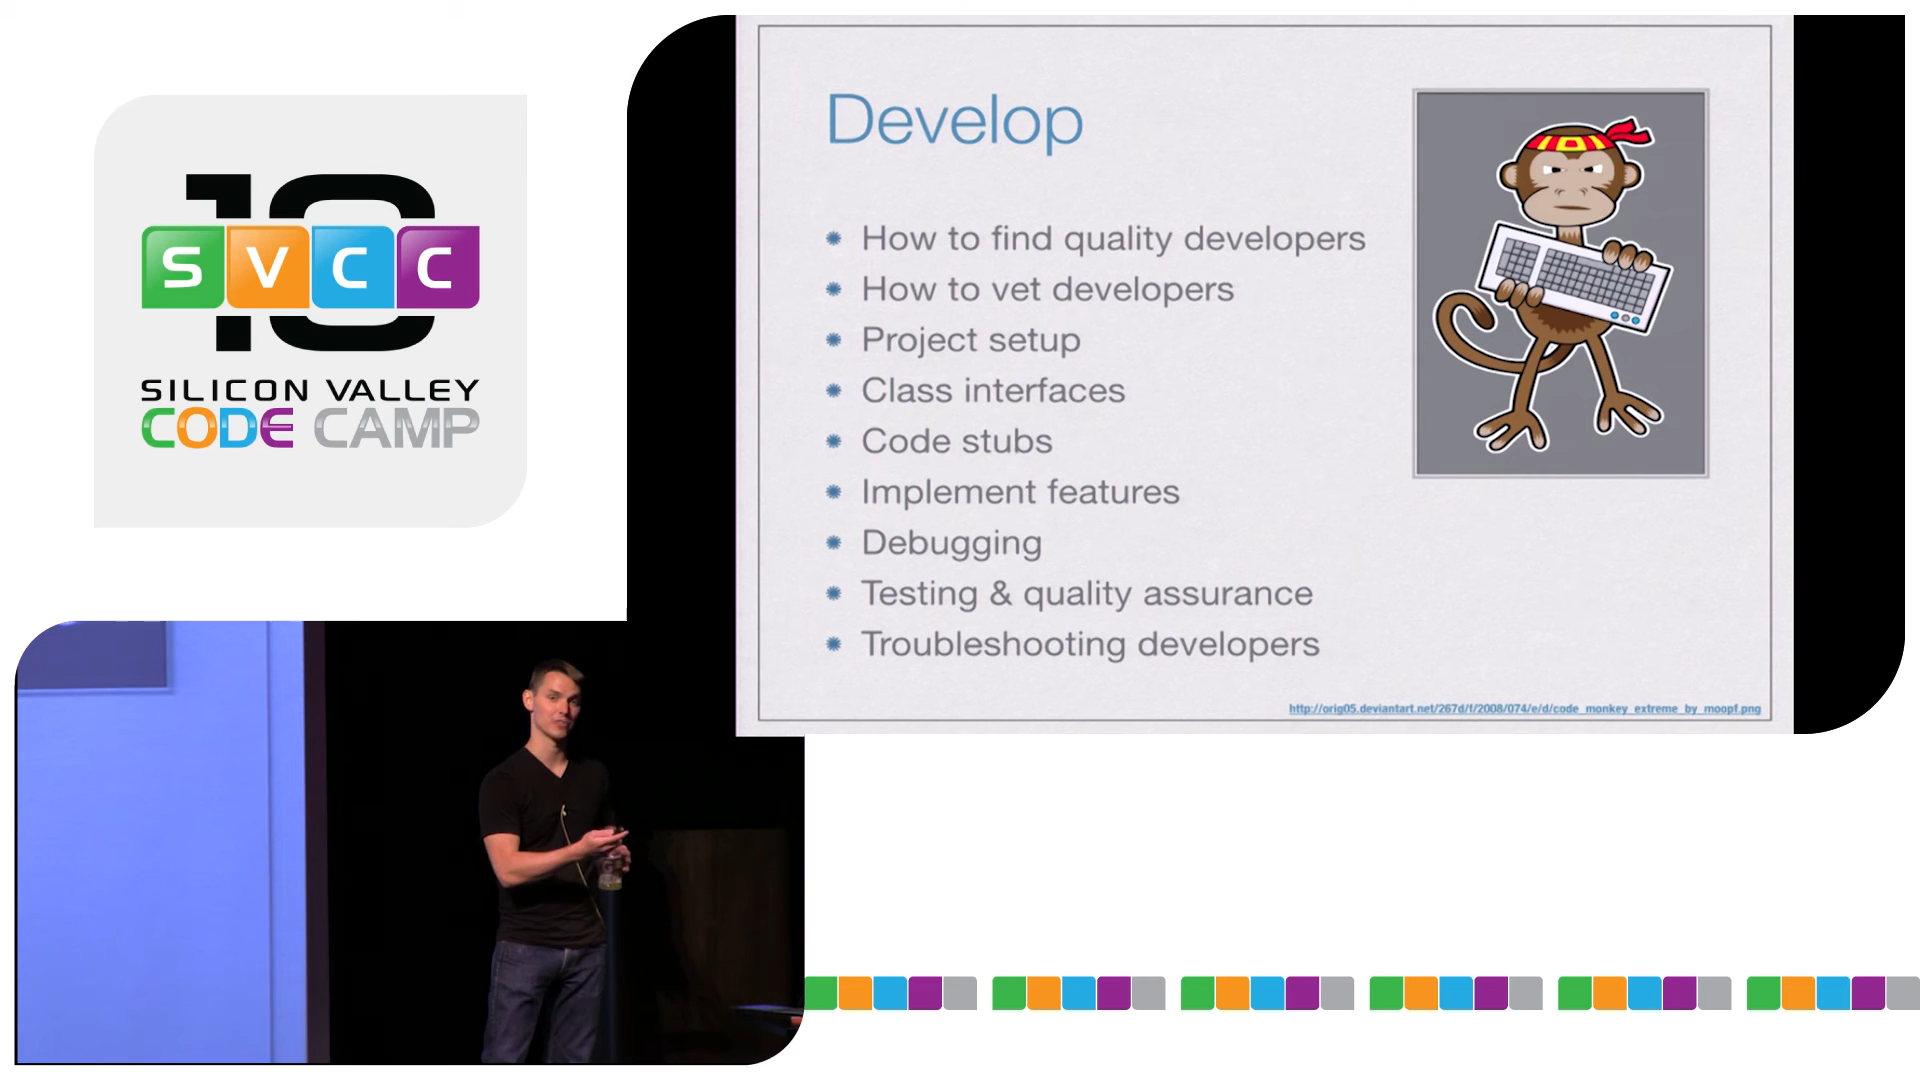 10
SVCC
SILICON VALLEY
CODE CAMP
Develop
How to find quality developers
How to vet developers
Project setup
Class interfaces
Code stubs
Implement features
Debugging
Testing & quality assurance
Troubleshooting developers
http://orig05.deviantart.net/267d/f/2008/074/e/d/code_monkey_extreme_by_moopf.png